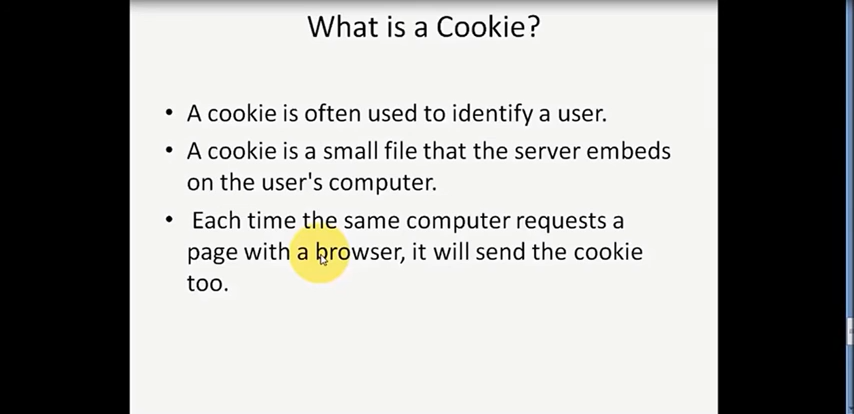 What is a Cookie?
• A cookie is often used to identify a user.
• A cookie is a small file that the server embeds
on the user's computer.
• Each time the same computer requests a
page with a browser, it will send the cookie
too.